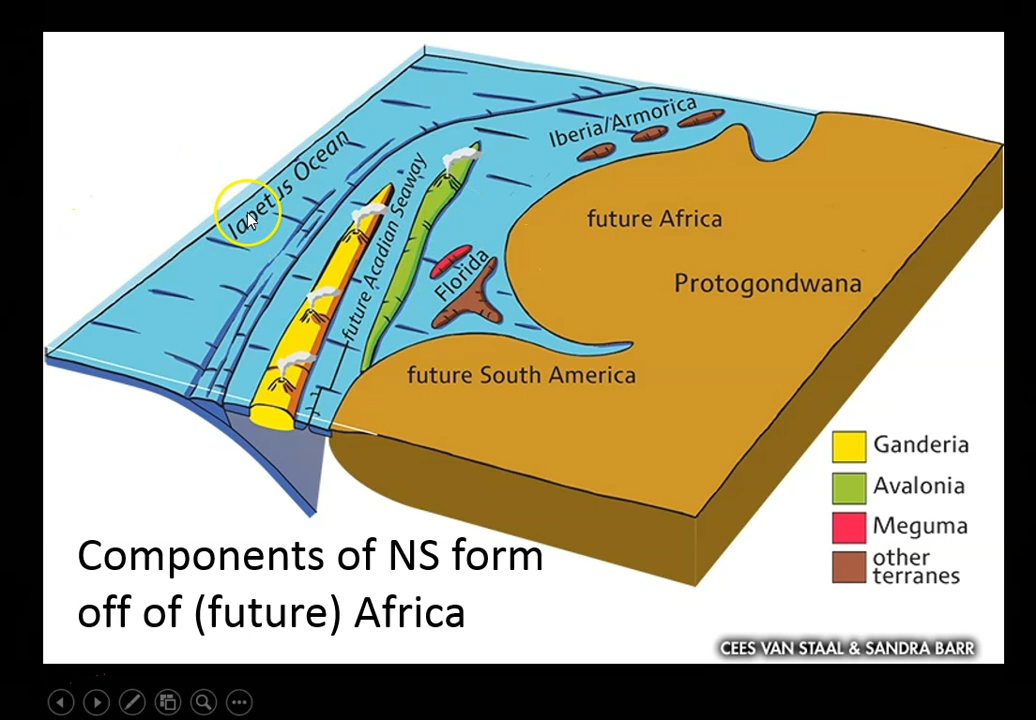 Iapetus Ocean
Iberia/Armorica
future Acadian Seaway
Florida
future Africa
Protogondwana
future South America
Ganderia
Avalonia
Meguma
other
terranes
Components of NS form
off of (future) Africa
CEES VAN STAAL & SANDRA BARR